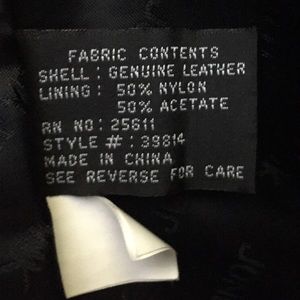 FABRIC CONTENTS
SHELL : GENUINE LEATHER
LINING : 50% NYLON
50% ACETATE
RN NO: 25611
STYLE # : 39814
MADE IN CHINA
SEE REVERSE FOR CARE